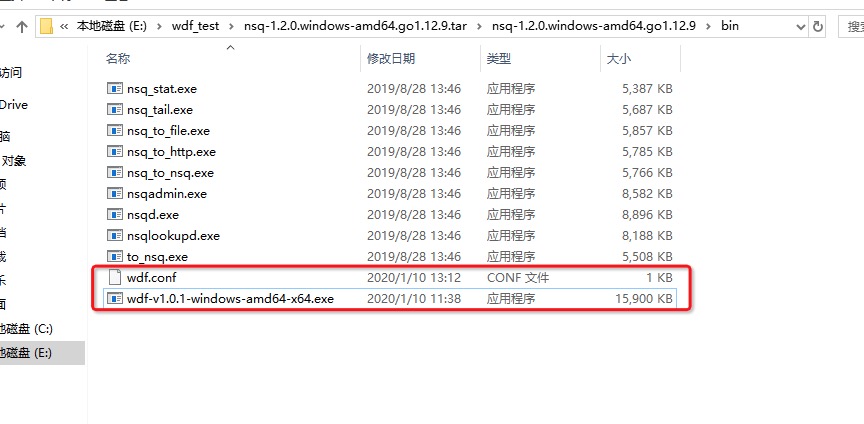 « 本地磁盘 (E:) > wdf_test > nsq-1.2.0.windows-amd64.go1.12.9.tar > nsq-1.2.0.windows-amd64.go1.12.9 > bin
名称 修改日期 类型 大小
nsq_stat.exe 2019/8/28 13:46 应用程序 5,387 KB
nsq_tail.exe 2019/8/28 13:46 应用程序 5,687 KB
nsq_to_file.exe 2019/8/28 13:46 应用程序 5,857 KB
nsq_to_http.exe 2019/8/28 13:46 应用程序 5,785 KB
nsq_to_nsq.exe 2019/8/28 13:46 应用程序 5,766 KB
nsqadmin.exe 2019/8/28 13:46 应用程序 8,582 KB
nsqd.exe 2019/8/28 13:46 应用程序 8,896 KB
nsqlookupd.exe 2019/8/28 13:46 应用程序 8,188 KB
to_nsq.exe 2019/8/28 13:46 应用程序 5,508 KB
wdf.conf 2020/1/10 13:12 CONF 文件 1 KB
wdf-v1.0.1-windows-amd64-x64.exe 2020/1/10 11:38 应用程序 15,900 KB
访问
Drive
对象
磁盘 (C:)
磁盘 (E:)